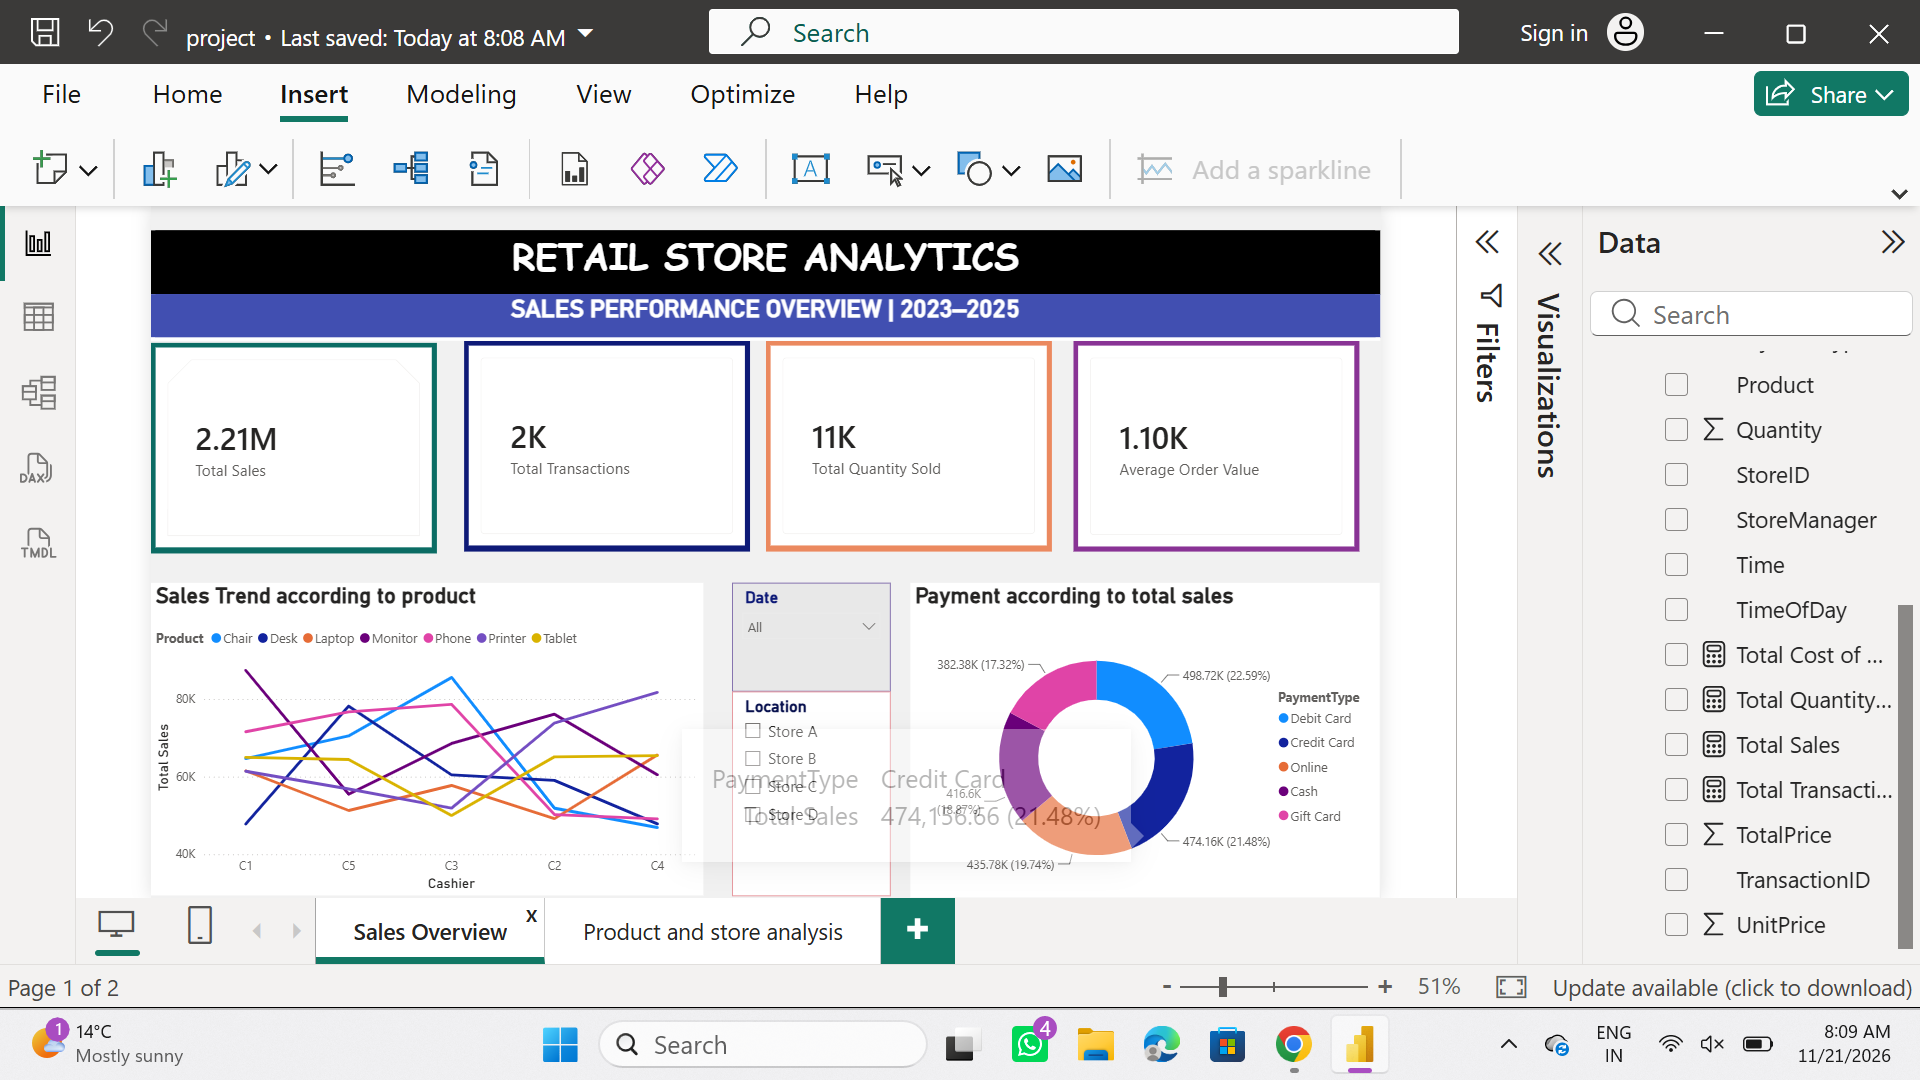 project • Last saved: Today at 8:08 AM
Search
Sign in
File
Home
Insert
Modeling
View
Optimize
Help
Share
Add a sparkline
RETAIL STORE ANALYTICS
SALES PERFORMANCE OVERVIEW | 2023–2025
2.21M
Total Sales
2K
Total Transactions
11K
Total Quantity Sold
1.10K
Average Order Value
Sales Trend according to product
Product Chair Desk Laptop Monitor Phone Printer Tablet
Total Sales
80K
60K
40K
C1 C5 C3 C2 C4
Cashier
Date
All
Location
Store A
Store B
Store C
Store D
Payment according to total sales
382.38K (17.32%)
498.72K (22.59%)
416.6K
(18.87%)
435.78K (19.74%)
474.16K (21.48%)
PaymentType
Debit Card
Credit Card
Online
Cash
Gift Card
PaymentType Credit Card
Total Sales 474,156.66 (21.48%)
Filters
Visualizations
Data
Search
Product
Quantity
StoreID
StoreManager
Time
TimeOfDay
Total Cost of ...
Total Quantity...
Total Sales
Total Transacti...
TotalPrice
TransactionID
UnitPrice
DAX
TMDL
Sales Overview
x
Product and store analysis
+
Page 1 of 2
- + 51%
Update available (click to download)
1
14°C
Mostly sunny
Search
4
ENG
IN
8:09 AM
11/21/2026